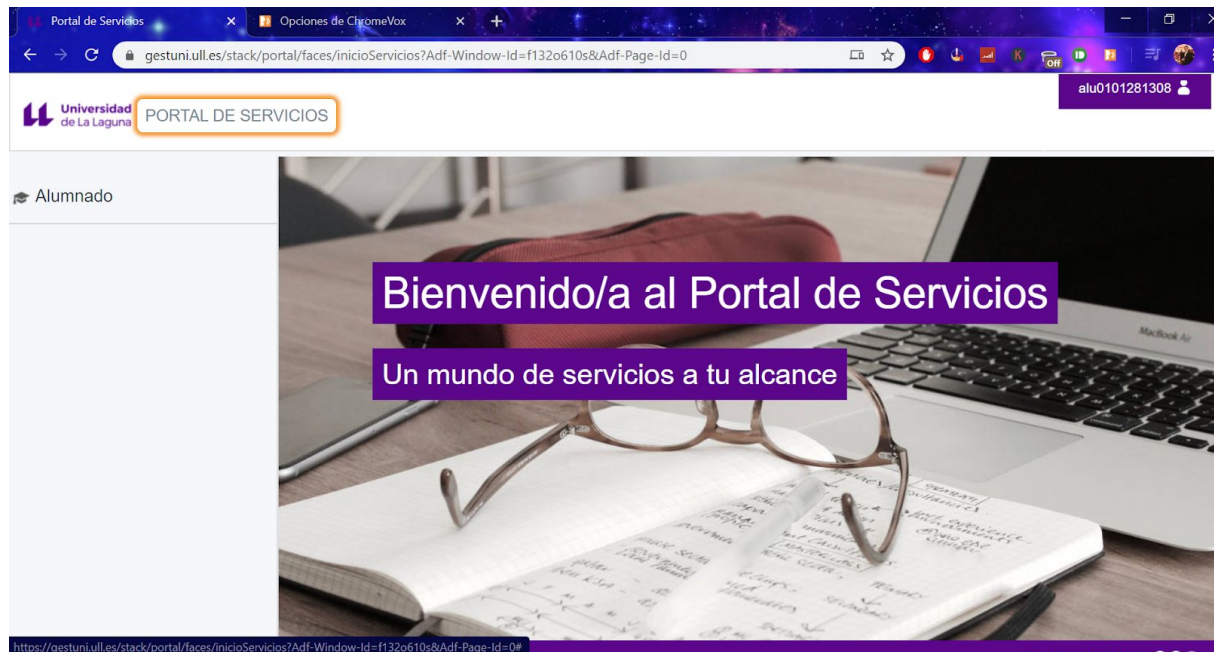 Portal de Servicios
Opciones de ChromeVox
gestuni.ull.es/stack/portal/faces/inicioServicios?Adf-Window-Id=f132o610s&Adf-Page-Id=0
Off
Universidad
de La Laguna
PORTAL DE SERVICIOS
alu0101281308
Alumnado
Bienvenido/a al Portal de Servicios
Un mundo de servicios a tu alcance
MacBook Air
https://gestuni.ull.es/stack/portal/faces/inicioServicios?Adf-Window-Id=f132o610s&Adf-Page-Id=0#